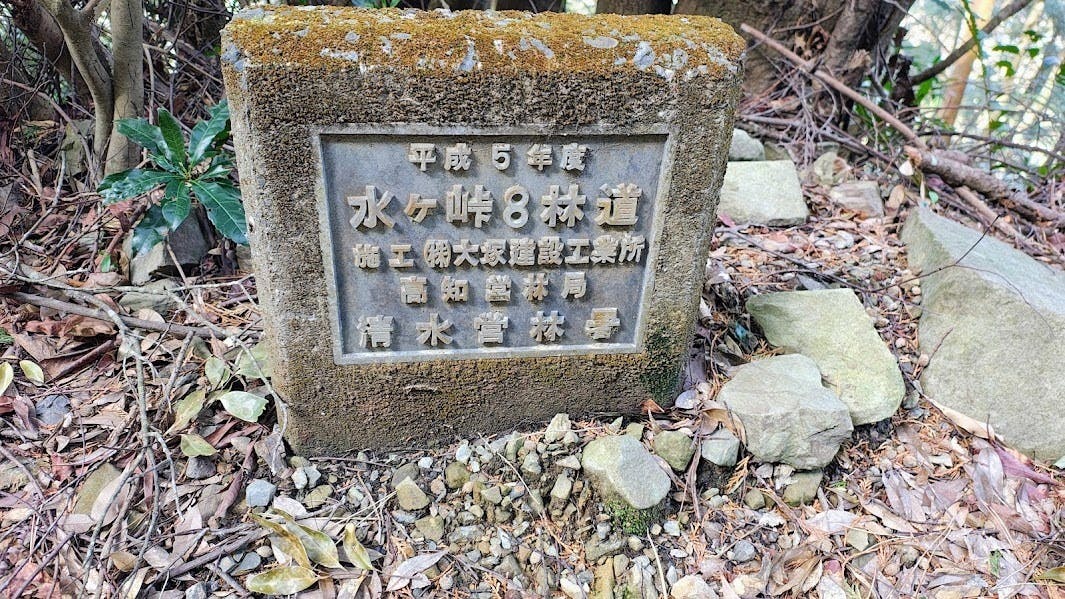 平成5年度
水ヶ峠8林道
施工㈱大塚建設工業所
高知営林局
清水営林署